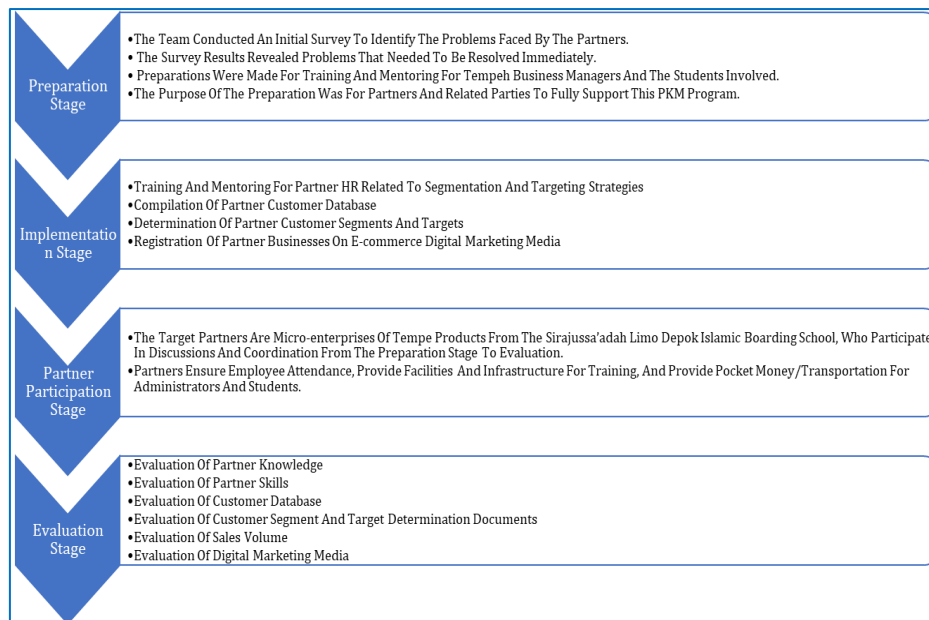 Preparation
Stage
•The Team Conducted An Initial Survey To Identify The Problems Faced By The Partners.
• The Survey Results Revealed Problems That Needed To Be Resolved Immediately.
• Preparations Were Made For Training And Mentoring For Tempeh Business Managers And The Students Involved.
•The Purpose Of The Preparation Was For Partners And Related Parties To Fully Support This PKM Program.
Implementatio
n Stage
•Training And Mentoring For Partner HR Related To Segmentation And Targeting Strategies
•Compilation Of Partner Customer Database
•Determination Of Partner Customer Segments And Targets
•Registration Of Partner Businesses On E-commerce Digital Marketing Media
Partner
Participation
Stage
•The Target Partners Are Micro-enterprises Of Tempe Products From The Sirajussa'adah Limo Depok Islamic Boarding School, Who Participate
In Discussions And Coordination From The Preparation Stage To Evaluation.
•Partners Ensure Employee Attendance, Provide Facilities And Infrastructure For Training, And Provide Pocket Money/Transportation For
Administrators And Students.
Evaluation
Stage
•Evaluation Of Partner Knowledge
•Evaluation Of Partner Skills
•Evaluation Of Customer Database
•Evaluation Of Customer Segment And Target Determination Documents
•Evaluation Of Sales Volume
•Evaluation Of Digital Marketing Media